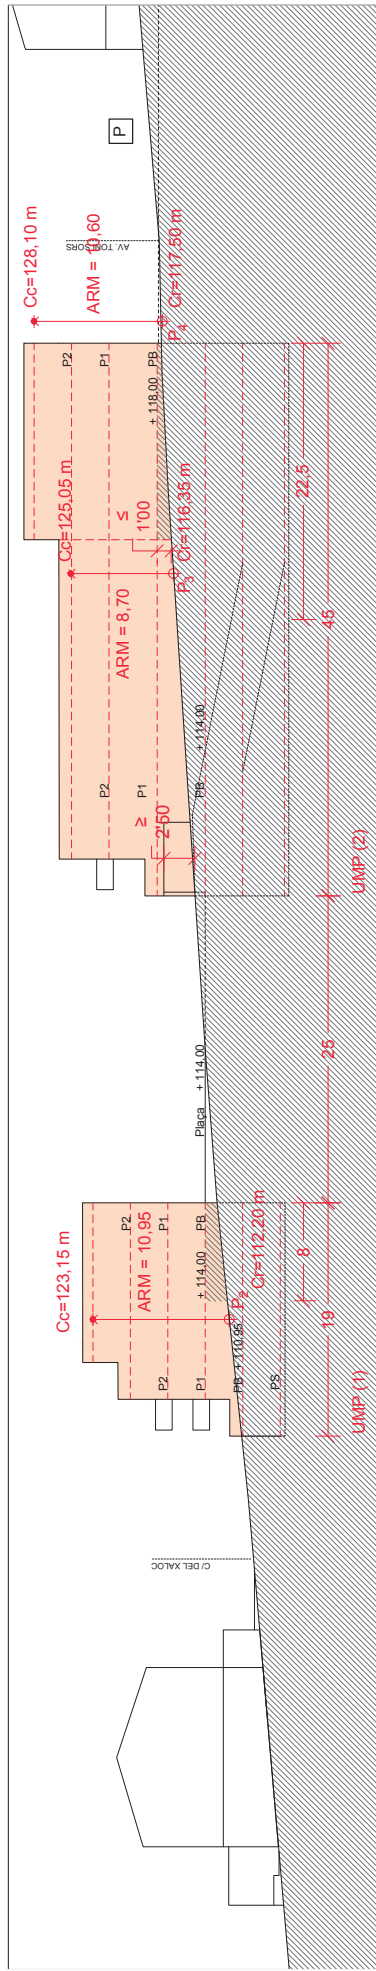 C/ DEL XALOC
Cc=123,15 m
ARM = 10,95
P2
P1
PB
PS
P2
P1
PB
+ 114,00
+ 110,95
P2
Cr=112,20 m
8
19
UMP (1)
Plaça + 114,00
25
P2
P1
PB
+ 114,00
≥
2'50
ARM = 8,70
Cc=125,05 m
≤
1'00
P3
Cr=116,35 m
P2
P1
PB
+ 118,00
22,5
45
UMP (2)
Cc=128,10 m
ARM = 10,60
AV. TONI SORS
P4
Cr=117,50 m
P